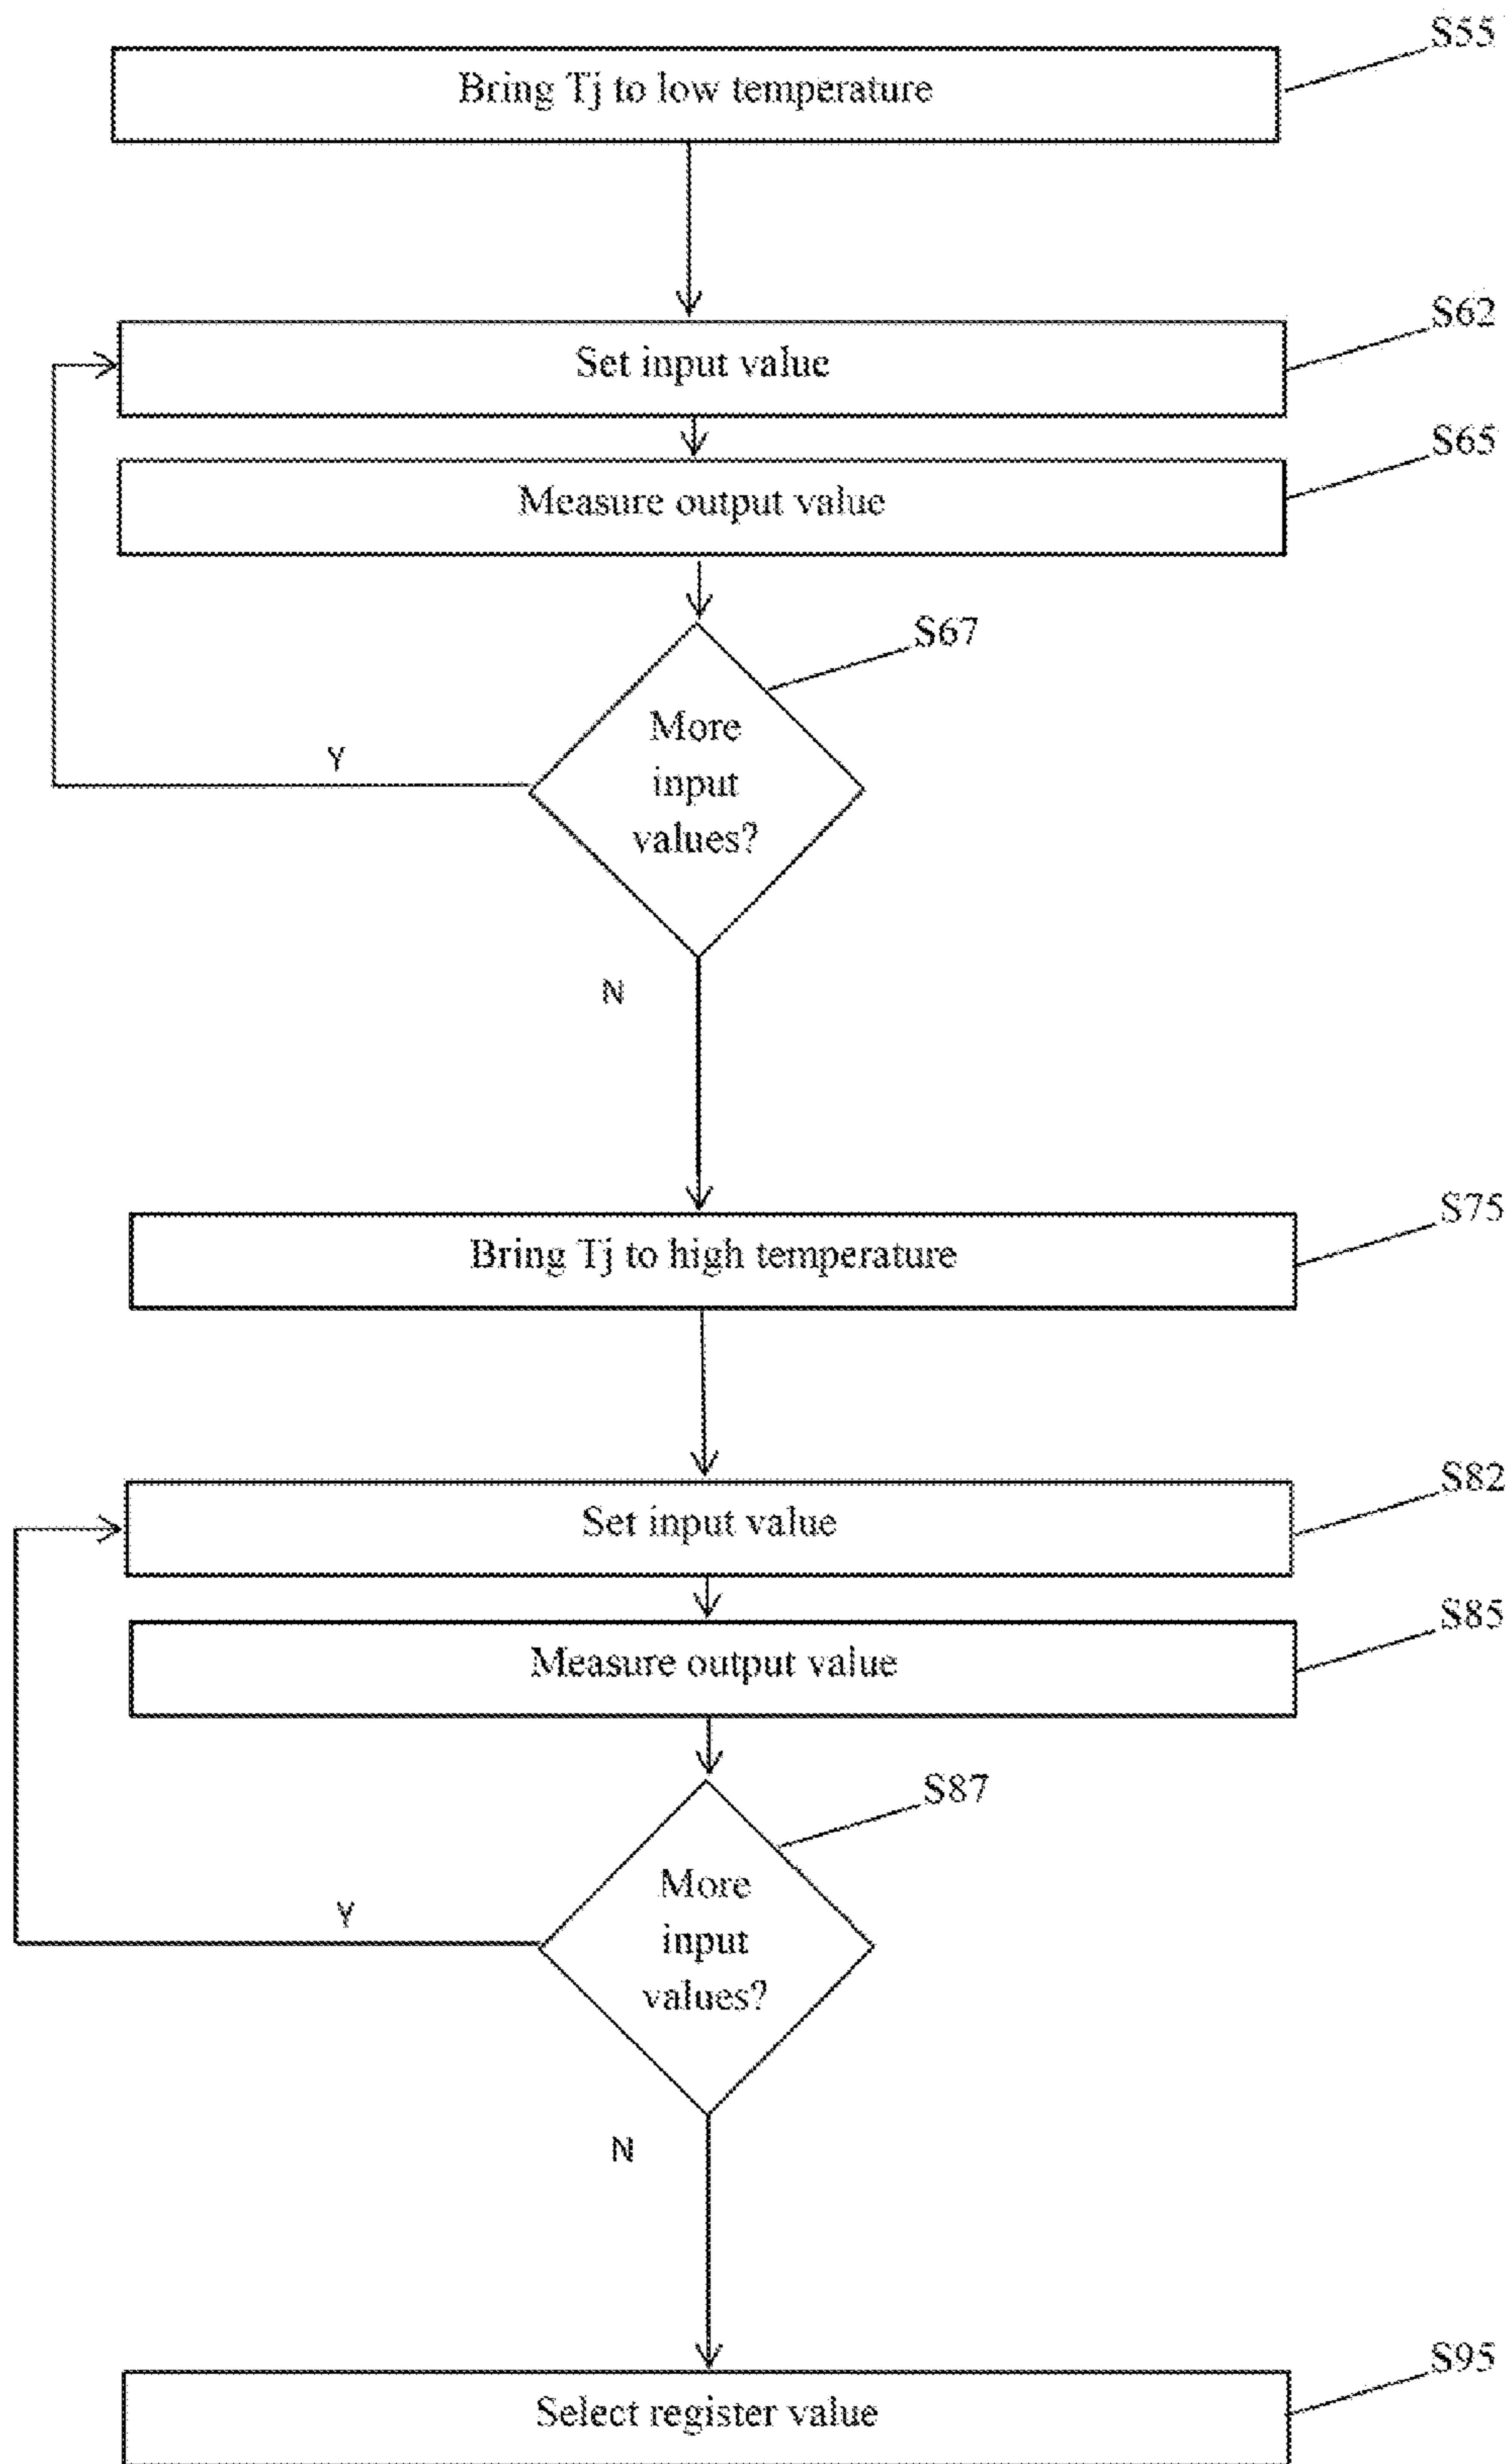 S55
Bring Tj to low temperature
S62
Set input value
S65
Measure output value
S67
More
input
values?
Y
N
S75
Bring Tj to high temperature
S82
Set input value
S85
Measure output value
S87
More
input
values?
Y
N
S95
Select register value